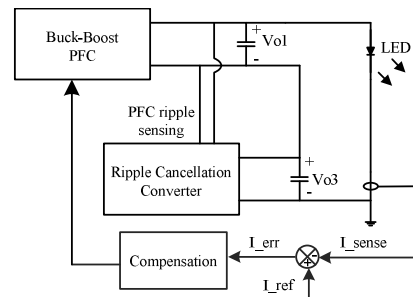 Buck-Boost
PFC
+
Vo1
-
LED
PFC ripple
sensing
Ripple Cancellation
Converter
+
Vo3
-
Compensation
I_err
-
+
I_sense
I_ref